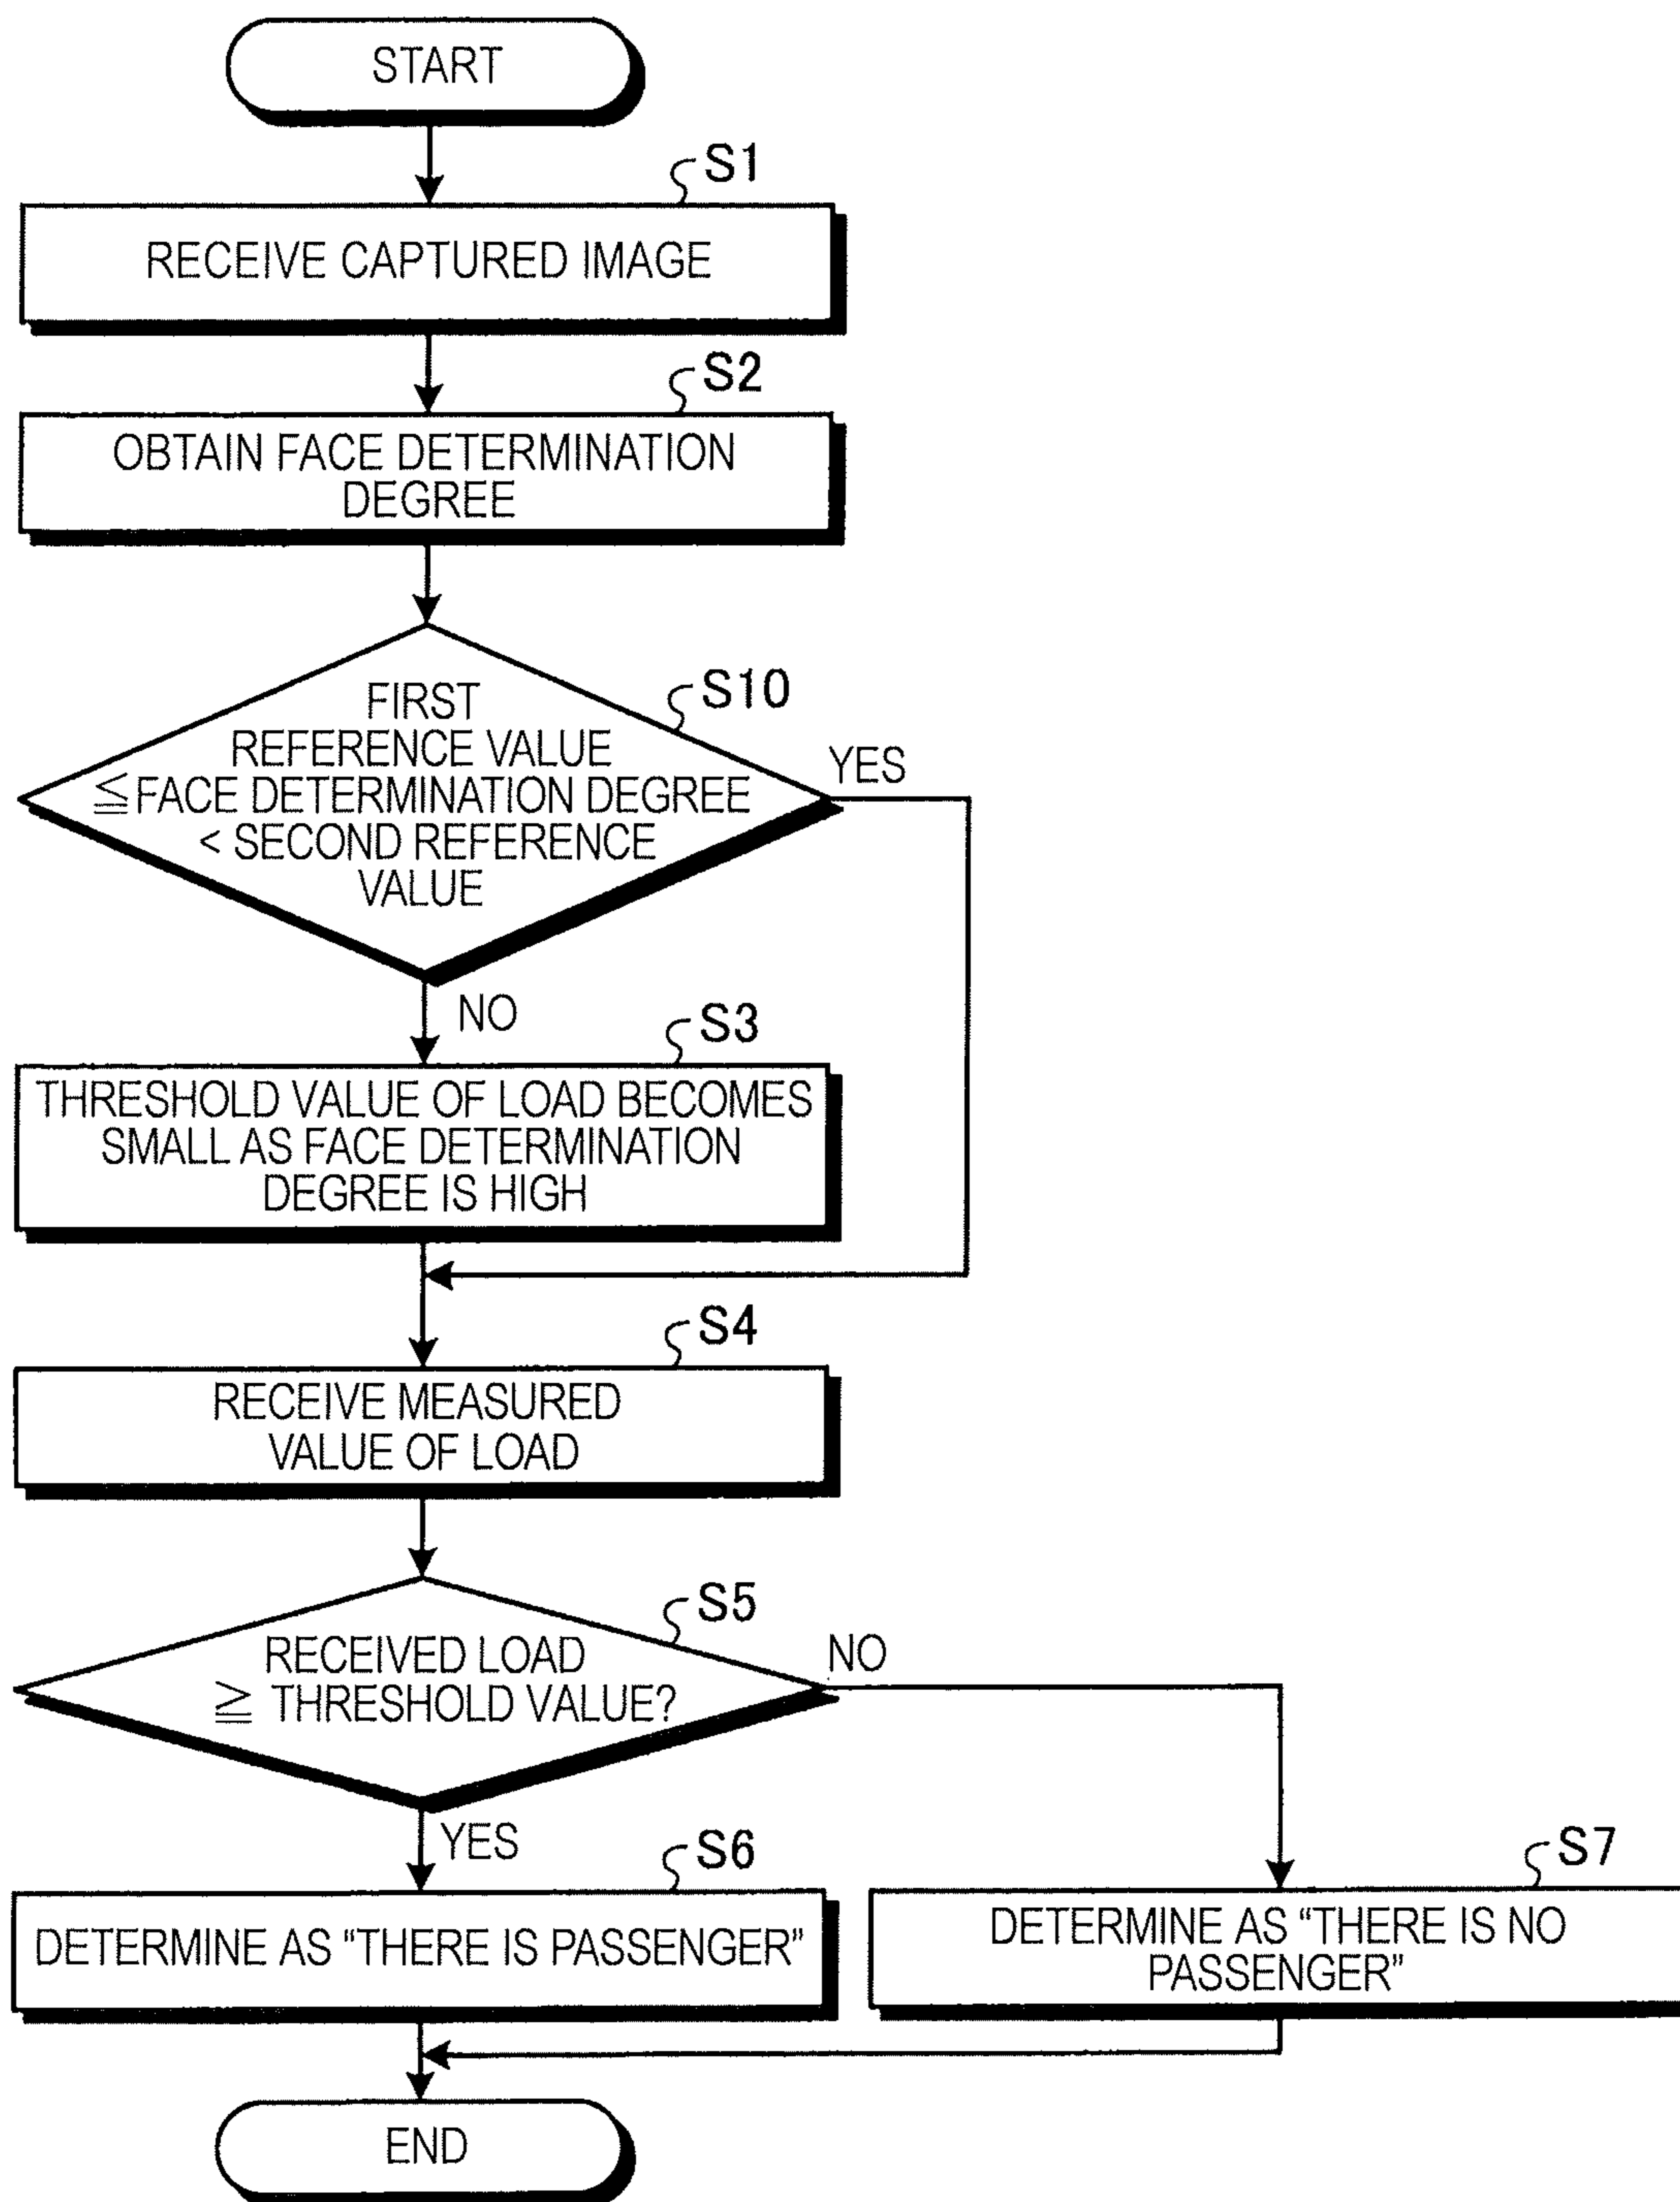 START
S1
RECEIVE CAPTURED IMAGE
S2
OBTAIN FACE DETERMINATION
DEGREE
S10
FIRST
REFERENCE VALUE
≦ FACE DETERMINATION DEGREE
< SECOND REFERENCE
VALUE
YES
NO
S3
THRESHOLD VALUE OF LOAD BECOMES
SMALL AS FACE DETERMINATION
DEGREE IS HIGH
S4
RECEIVE MEASURED
VALUE OF LOAD
S5
RECEIVED LOAD
≧ THRESHOLD VALUE?
NO
YES
S6
DETERMINE AS “THERE IS PASSENGER”
S7
DETERMINE AS “THERE IS NO
PASSENGER”
END